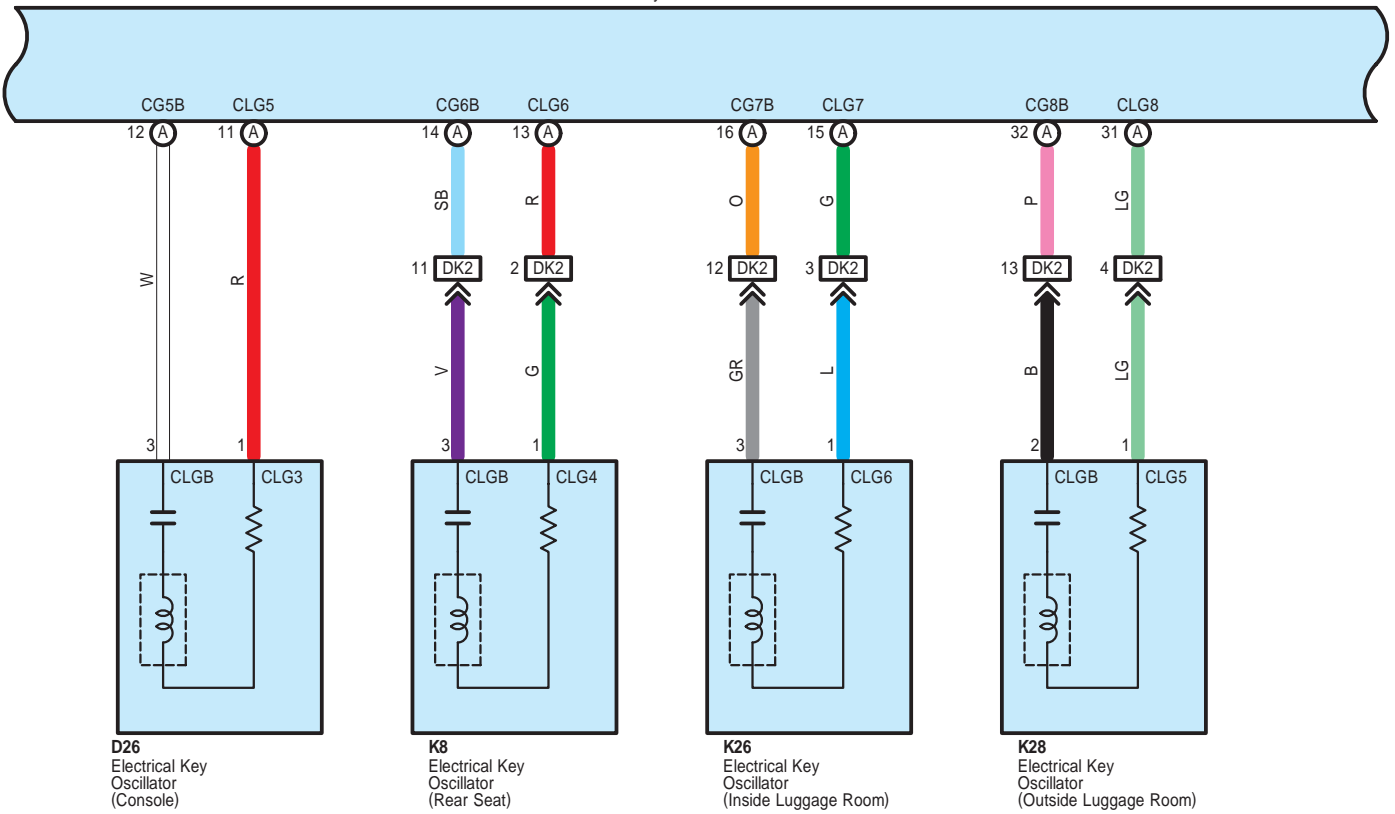 CG5B CLG5 CG6B CLG6 CG7B CLG7 CG8B CLG8
12 A 11 A 14 A 13 A 16 A 15 A 32 A 31 A
W R SB R O G P LG
11 DK2 2 DK2 12 DK2 3 DK2 13 DK2 4 DK2
V G GR L B LG
3 1 3 1 3 1 2 1
CLGB CLG3 CLGB CLG4 CLGB CLG6 CLGB CLG5
D26
Electrical Key
Oscillator
(Console)
K8
Electrical Key
Oscillator
(Rear Seat)
K26
Electrical Key
Oscillator
(Inside Luggage Room)
K28
Electrical Key
Oscillator
(Outside Luggage Room)